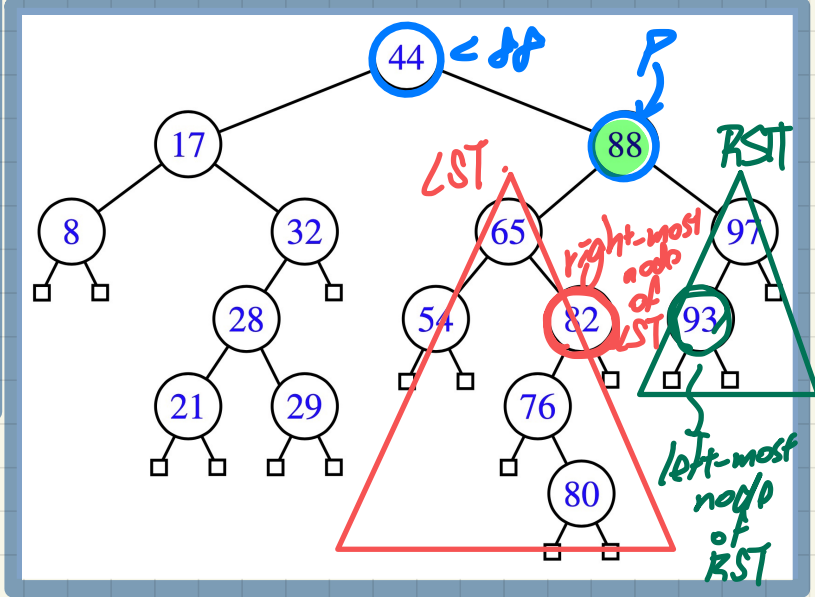 44 < 88 P
17 88 RST
LST
8 32 65 97
right-most
node
of
LST
28 54 82 93
21 29 76
left-most
node
of
RST
80